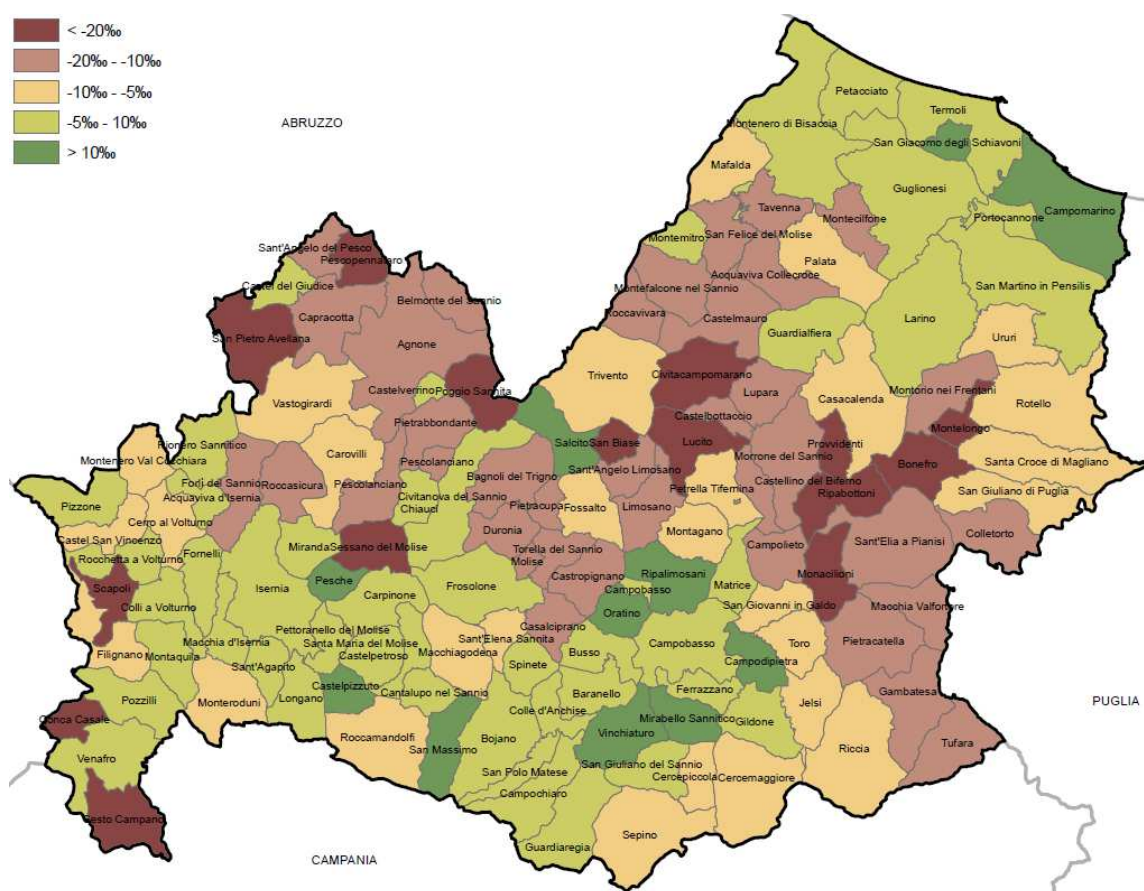 < -20‰
-20‰ - -10‰
-10‰ - -5‰
-5‰ - 10‰
> 10‰
ABRUZZO
Petacciato
Termoli
Montenero di Bisaccia
San Giacomo degli Schiavoni
Mafalda
Guglionesi
Tavenna
Montecilfone
Portocannone
Campomarino
Sant'Angelo del Pesco
Pescopennataro
Montemitro
San Felice del Molise
Palata
Castel del Giudice
Belmonte del Sannio
Acquaviva Collecroce
San Martino in Pensilis
Montefalcone nel Sannio
Capracotta
Roccavivara
Castelmauro
Larino
San Pietro Avellana
Agnone
Guardialfiera
Ururi
Trivento
Civitacampomarano
Vastogirardi
Castelverrino
Poggio Sannita
Lupara
Casacalenda
Montorio nei Frentani
Rotello
Castelbottaccio
Pietrabbondante
Montelongo
Rionero Sannitico
Salcito
San Biase
Lucito
Provvidenti
Carovilli
Morrone del Sannio
Bonefro
Montenero Val Cocchiara
Pescolanciano
Sant'Angelo Limosano
Santa Croce di Magliano
Forlì del Sannio
Roccasicura
Pescolanciano
Bagnoli del Trigno
Castellino del Biferno
Petrella Tifernina
Ripabottoni
San Giuliano di Puglia
Acquaviva d'Isernia
Civitanova del Sannio
Pizzone
Chiauci
Pietracupa
Fossalto
Limosano
Cerro al Volturno
Duronia
Montagano
Colletorto
Castel San Vincenzo
Fornelli
Miranda
Sessano del Molise
Torella del Sannio
Molise
Campolieto
Sant'Elia a Pianisi
Rocchetta a Volturno
Ripalimosani
Monacilioni
Scapoli
Isernia
Pesche
Carpinone
Frosolone
Castropignano
Campobasso
Matrice
Colli a Volturno
Oratino
San Giovanni in Galdo
Macchia Valfortore
Casalciprano
Pettoranello del Molise
Macchia d'Isernia
Santa Maria del Molise
Sant'Elena Sannita
Macchiagodena
Busso
Campobasso
Toro
Pietracatella
Filignano
Montaquila
Sant'Agapito
Castelpetroso
Spinete
Campodipietra
Castelpizzuto
Cantalupo nel Sannio
Baranello
Ferrazzano
Gambatesa
Pozzilli
Monteroduni
Longano
Jelsi
Colle d'Anchise
Mirabello Sannitico
Gildone
PUGLIA
Conca Casale
Vinchiaturo
Roccamandolfi
San Massimo
Bojano
Riccia
Tufara
Venafro
San Giuliano del Sannio
San Polo Matese
Cercepiccola
Cercemaggiore
Campochiaro
Sesto Campano
Sepino
Guardiaregia
CAMPANIA